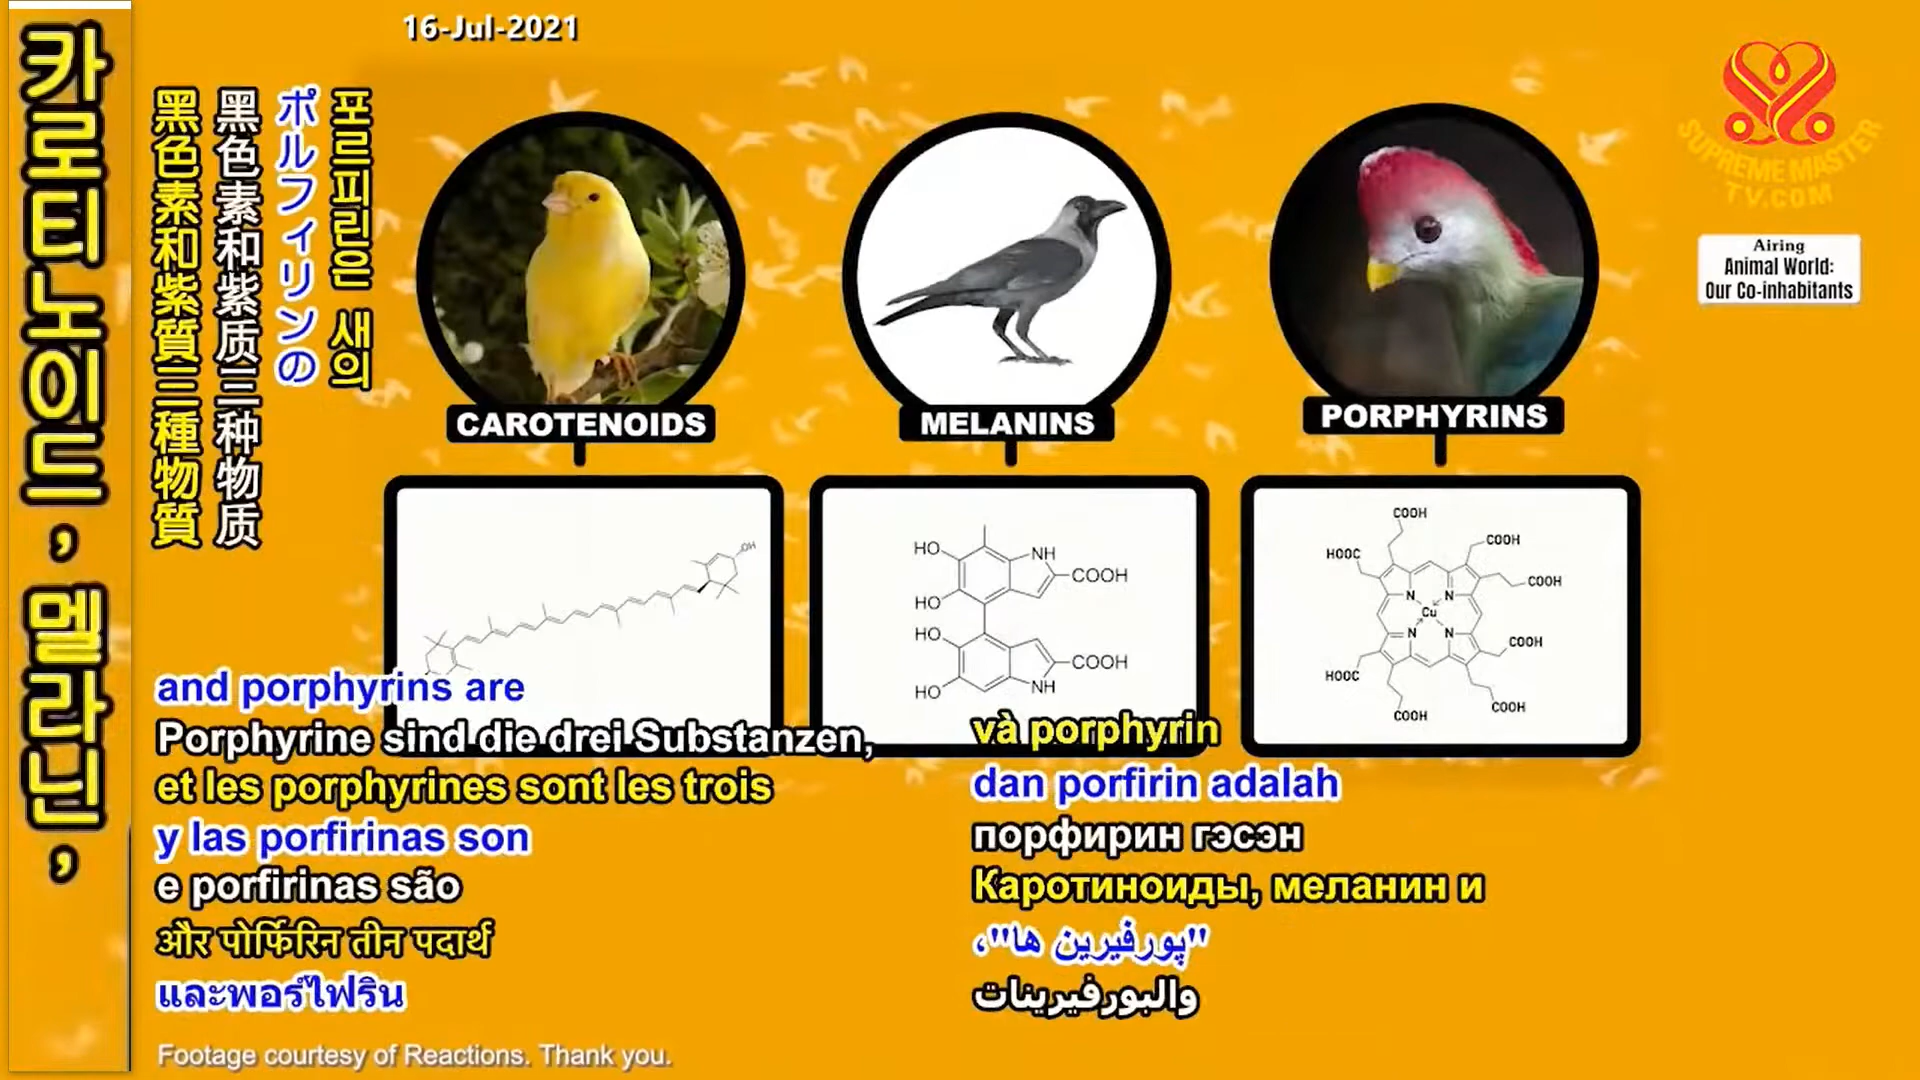 16-Jul-2021
카로티노이드, 멜라닌,
黑色素和紫質三種物質
黑色素和紫质三种物质
ポルフィリンの
포르피린은 새의
SUPREME MASTER
TV.COM
Airing
Animal World:
Our Co-inhabitants
CAROTENOIDS
MELANINS
PORPHYRINS
OH
HO
NH
COOH
HO
HO
COOH
HO
NH
COOH
HOOC
COOH
COOH
N
N
Cu
N
N
COOH
HOOC
COOH
COOH
and porphyrins are
Porphyrine sind die drei Substanzen,
et les porphyrines sont les trois
y las porfirinas son
e porfirinas são
और पोर्फिरिन तीन पदार्थ
และพอร์ไฟริน
và porphyrin
dan porfirin adalah
порфирин гэсэн
Каротиноиды, меланин и
"پورفیرین ها"،
والبورفيرينات
Footage courtesy of Reactions. Thank you.